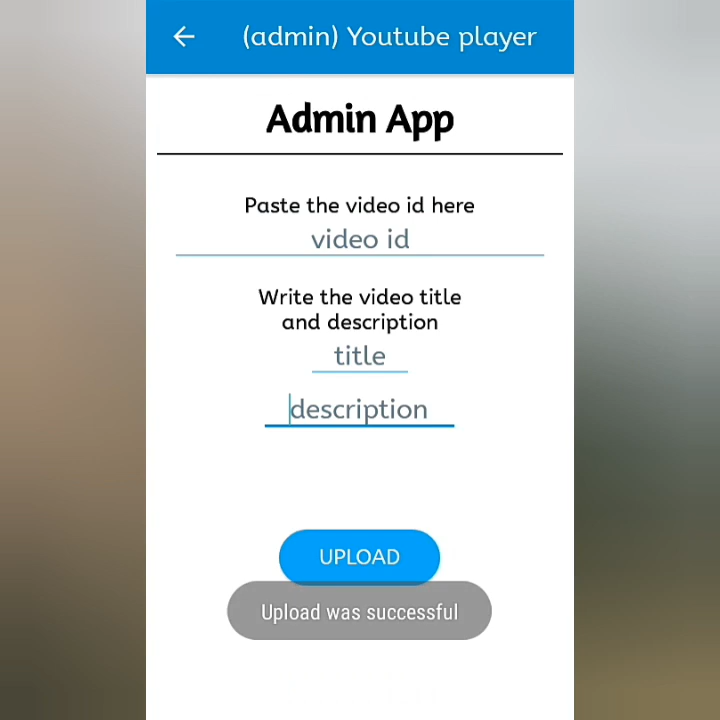 (admin) Youtube player
Admin App
Paste the video id here
video id
Write the video title
and description
title
description
UPLOAD
Upload was successful